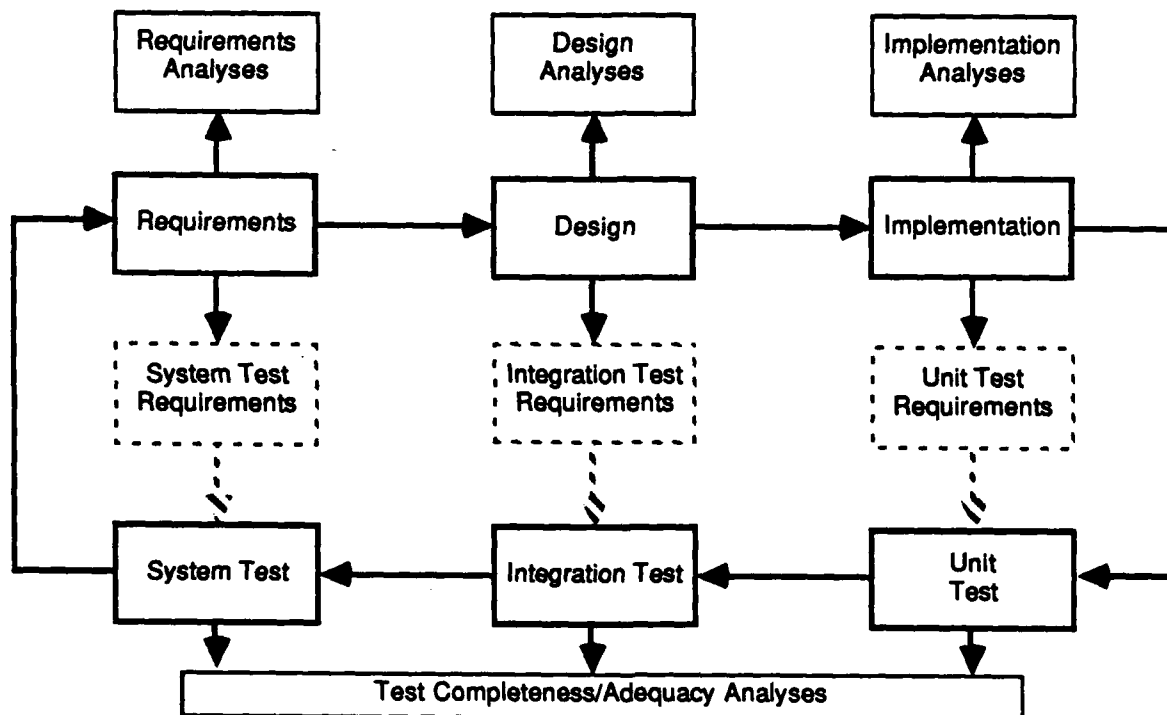 Requirements
Analyses
Design
Analyses
Implementation
Analyses
Requirements
Design
Implementation
System Test
Requirements
Integration Test
Requirements
Unit Test
Requirements
System Test
Integration Test
Unit
Test
Test Completeness/Adequacy Analyses